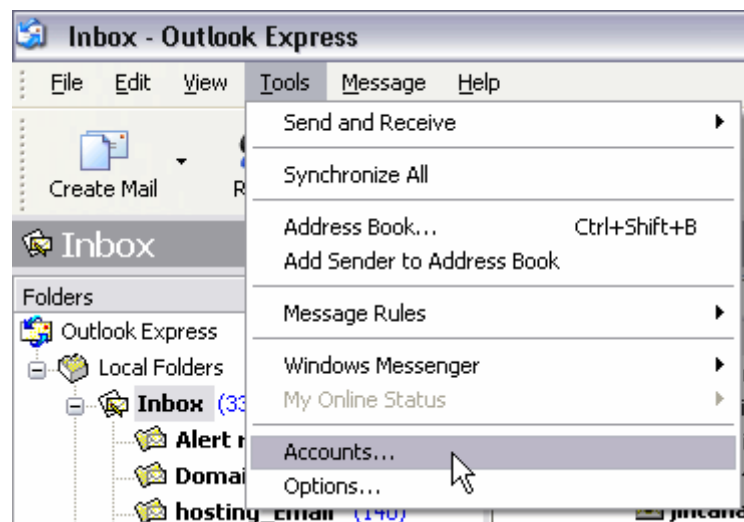 Inbox - Outlook Express
File Edit View Tools Message Help
Send and Receive
Create Mail
Synchronize All
Inbox
Address Book... Ctrl+Shift+B
Add Sender to Address Book
Folders
Message Rules
Outlook Express
Local Folders
Windows Messenger
Inbox (33
My Online Status
Alert
Accounts...
Options...
hosting_email (140)